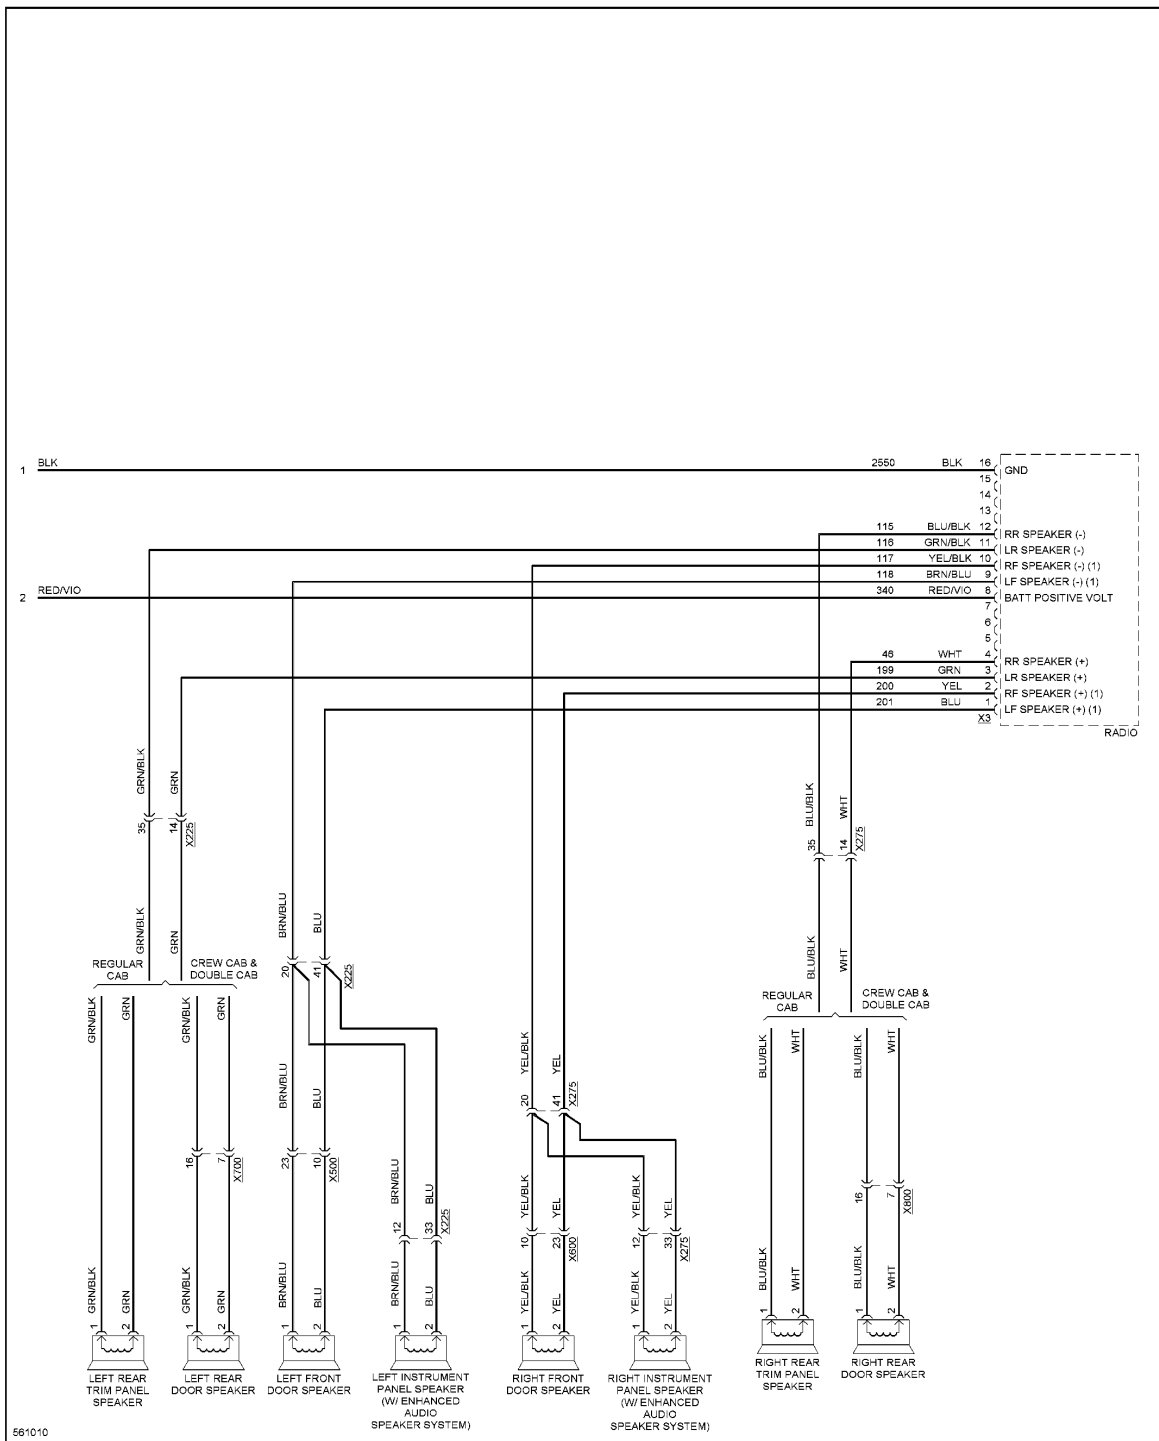 1 BLK 2550 BLK 16 GND
15
14
13
115 BLU/BLK 12 RR SPEAKER (-)
116 GRN/BLK 11 LR SPEAKER (-)
117 YEL/BLK 10 RF SPEAKER (-) (1)
118 BRN/BLU 9 LF SPEAKER (-) (1)
2 RED/VIO 340 RED/VIO 8 BATT POSITIVE VOLT
7
6
5
46 WHT 4 RR SPEAKER (+)
199 GRN 3 LR SPEAKER (+)
200 YEL 2 RF SPEAKER (+) (1)
201 BLU 1 LF SPEAKER (+) (1)
X3
RADIO
GRN/BLK GRN
35 14 X225
GRN/BLK GRN
REGULAR
CAB
CREW CAB &
DOUBLE CAB
GRN/BLK GRN GRN/BLK GRN
16 7 X700
GRN/BLK GRN GRN/BLK GRN
1 2 1 2
LEFT REAR
TRIM PANEL
SPEAKER
LEFT REAR
DOOR SPEAKER
BRN/BLU BLU
20 41 X225
BRN/BLU BLU
23 10 X500
BRN/BLU BLU
1 2
LEFT FRONT
DOOR SPEAKER
BRN/BLU BLU
12 33 X225
BRN/BLU BLU
1 2
LEFT INSTRUMENT
PANEL SPEAKER
(W/ ENHANCED
AUDIO
SPEAKER SYSTEM)
YEL/BLK YEL
20 41 X275
YEL/BLK YEL
10 23 X600
YEL/BLK YEL
1 2
RIGHT FRONT
DOOR SPEAKER
YEL/BLK YEL
12 33 X275
YEL/BLK YEL
1 2
RIGHT INSTRUMENT
PANEL SPEAKER
(W/ ENHANCED
AUDIO
SPEAKER SYSTEM)
BLU/BLK WHT
35 14 X275
BLU/BLK WHT
REGULAR
CAB
CREW CAB &
DOUBLE CAB
BLU/BLK WHT BLU/BLK WHT
16 7 X800
BLU/BLK WHT BLU/BLK WHT
1 2 1 2
RIGHT REAR
TRIM PANEL
SPEAKER
RIGHT REAR
DOOR SPEAKER
561010